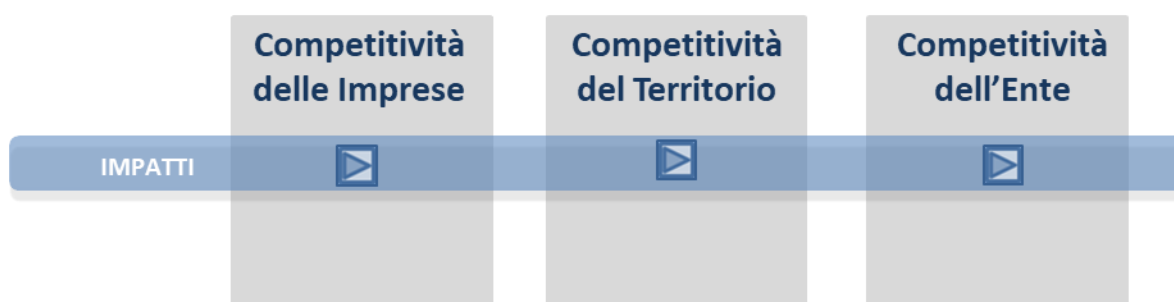 Competitività
delle Imprese
Competitività
del Territorio
Competitività
dell’Ente
IMPATTI